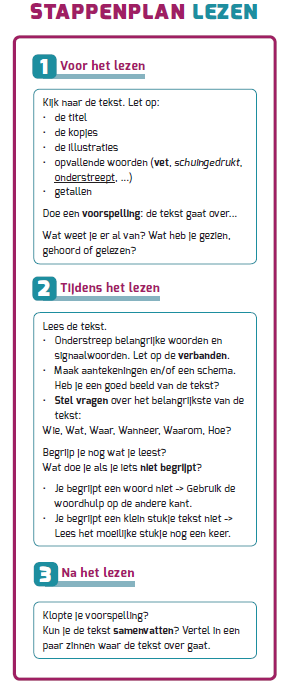 STAPPENPLAN LEZEN
1 Voor het lezen
Kijk naar de tekst. Let op:
• de titel
• de kopjes
• de illustraties
• opvallende woorden (vet, schuingedrukt,
onderstreept, ...)
• getallen
Doe een voorspelling: de tekst gaat over...
Wat weet je er al van? Wat heb je gezien,
gehoord of gelezen?
2 Tijdens het lezen
Lees de tekst.
• Onderstreep belangrijke woorden en
signaalwoorden. Let op de verbanden.
• Maak aantekeningen en/of een schema.
Heb je een goed beeld van de tekst?
• Stel vragen over het belangrijkste van de
tekst:
Wie, Wat, Waar, Wanneer, Waarom, Hoe?
Begrijp je nog wat je leest?
Wat doe je als je iets niet begrijpt?
• Je begrijpt een woord niet -> Gebruik de
woordhulp op de andere kant.
• Je begrijpt een klein stukje tekst niet ->
Lees het moeilijke stukje nog een keer.
3 Na het lezen
Klopte je voorspelling?
Kun je de tekst samenvatten? Vertel in een
paar zinnen waar de tekst over gaat.